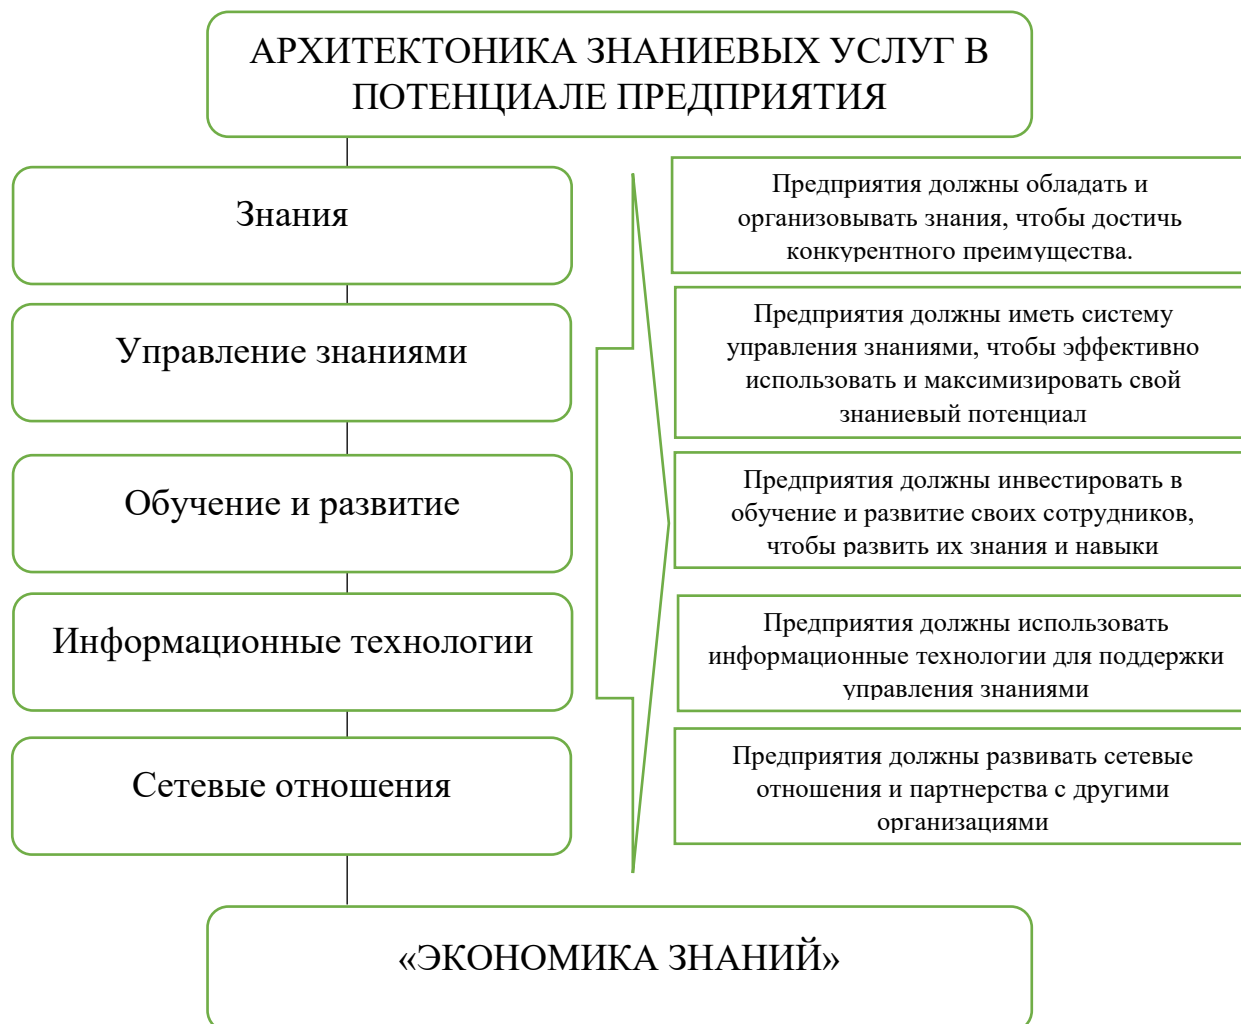 АРХИТЕКТОНИКА ЗНАНИЕВЫХ УСЛУГ В
ПОТЕНЦИАЛЕ ПРЕДПРИЯТИЯ
Знания
Предприятия должны обладать и
организовывать знания, чтобы достичь
конкурентного преимущества.
Управление знаниями
Предприятия должны иметь систему
управления знаниями, чтобы эффективно
использовать и максимизировать свой
знаниевый потенциал
Обучение и развитие
Предприятия должны инвестировать в
обучение и развитие своих сотрудников,
чтобы развить их знания и навыки
Информационные технологии
Предприятия должны использовать
информационные технологии для поддержки
управления знаниями
Сетевые отношения
Предприятия должны развивать сетевые
отношения и партнерства с другими
организациями
«ЭКОНОМИКА ЗНАНИЙ»